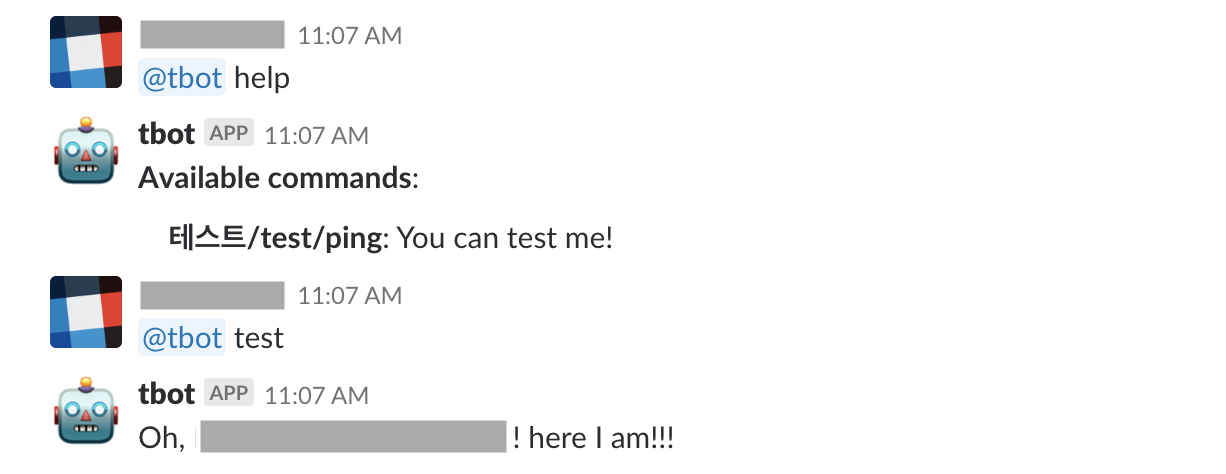 11:07 AM
@tbot help
tbot APP 11:07 AM
Available commands:
테스트/test/ping: You can test me!
11:07 AM
@tbot test
tbot APP 11:07 AM
Oh, ! here I am!!!